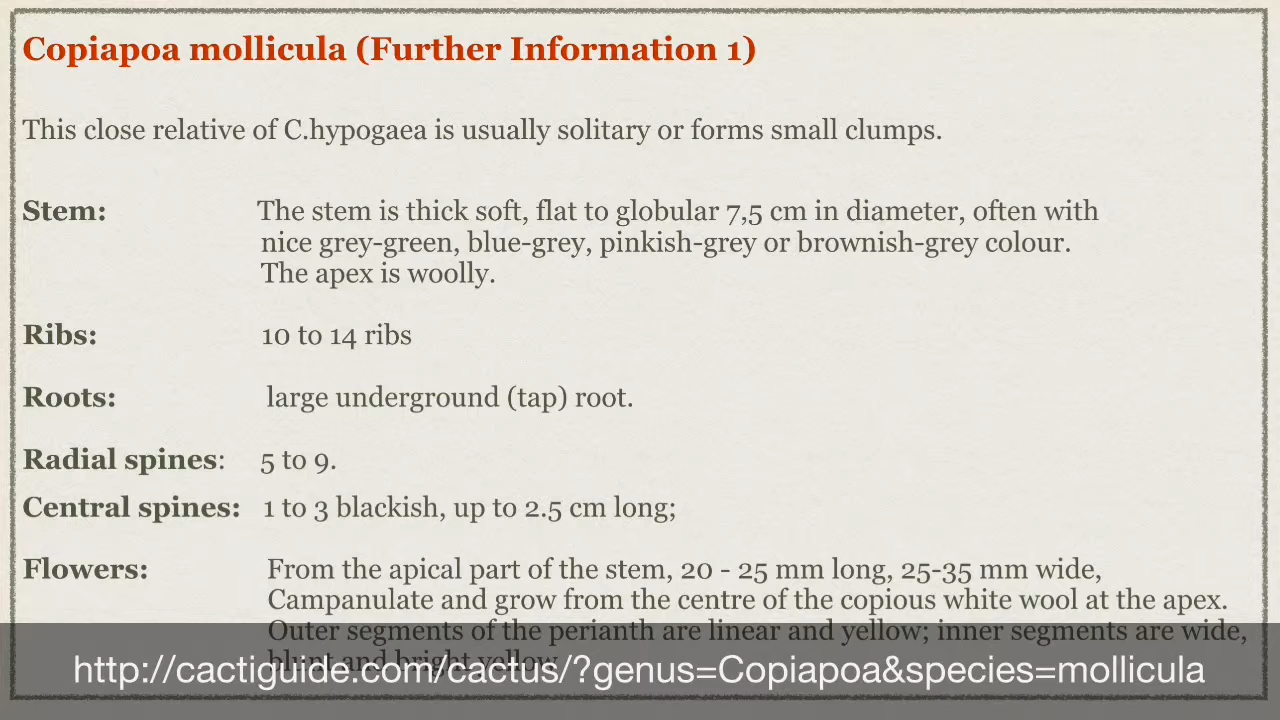 Copiapoa mollicula (Further Information 1)
This close relative of C.hypogaea is usually solitary or forms small clumps.
Stem: The stem is thick soft, flat to globular 7,5 cm in diameter, often with
nice grey-green, blue-grey, pinkish-grey or brownish-grey colour.
The apex is woolly.
Ribs: 10 to 14 ribs
Roots: large underground (tap) root.
Radial spines: 5 to 9.
Central spines: 1 to 3 blackish, up to 2.5 cm long;
Flowers: From the apical part of the stem, 20 - 25 mm long, 25-35 mm wide,
Campanulate and grow from the centre of the copious white wool at the apex.
Outer segments of the perianth are linear and yellow; inner segments are wide,
blunt and bright yellow
http://cactiguide.com/cactus/?genus=Copiapoa&species=mollicula